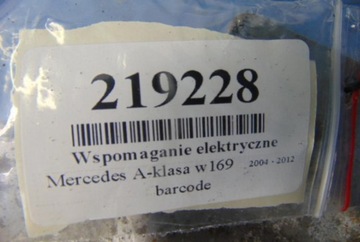 219228
Wspomaganie elektryczne
Mercedes A-klasa w169 2004 - 2012
barcode